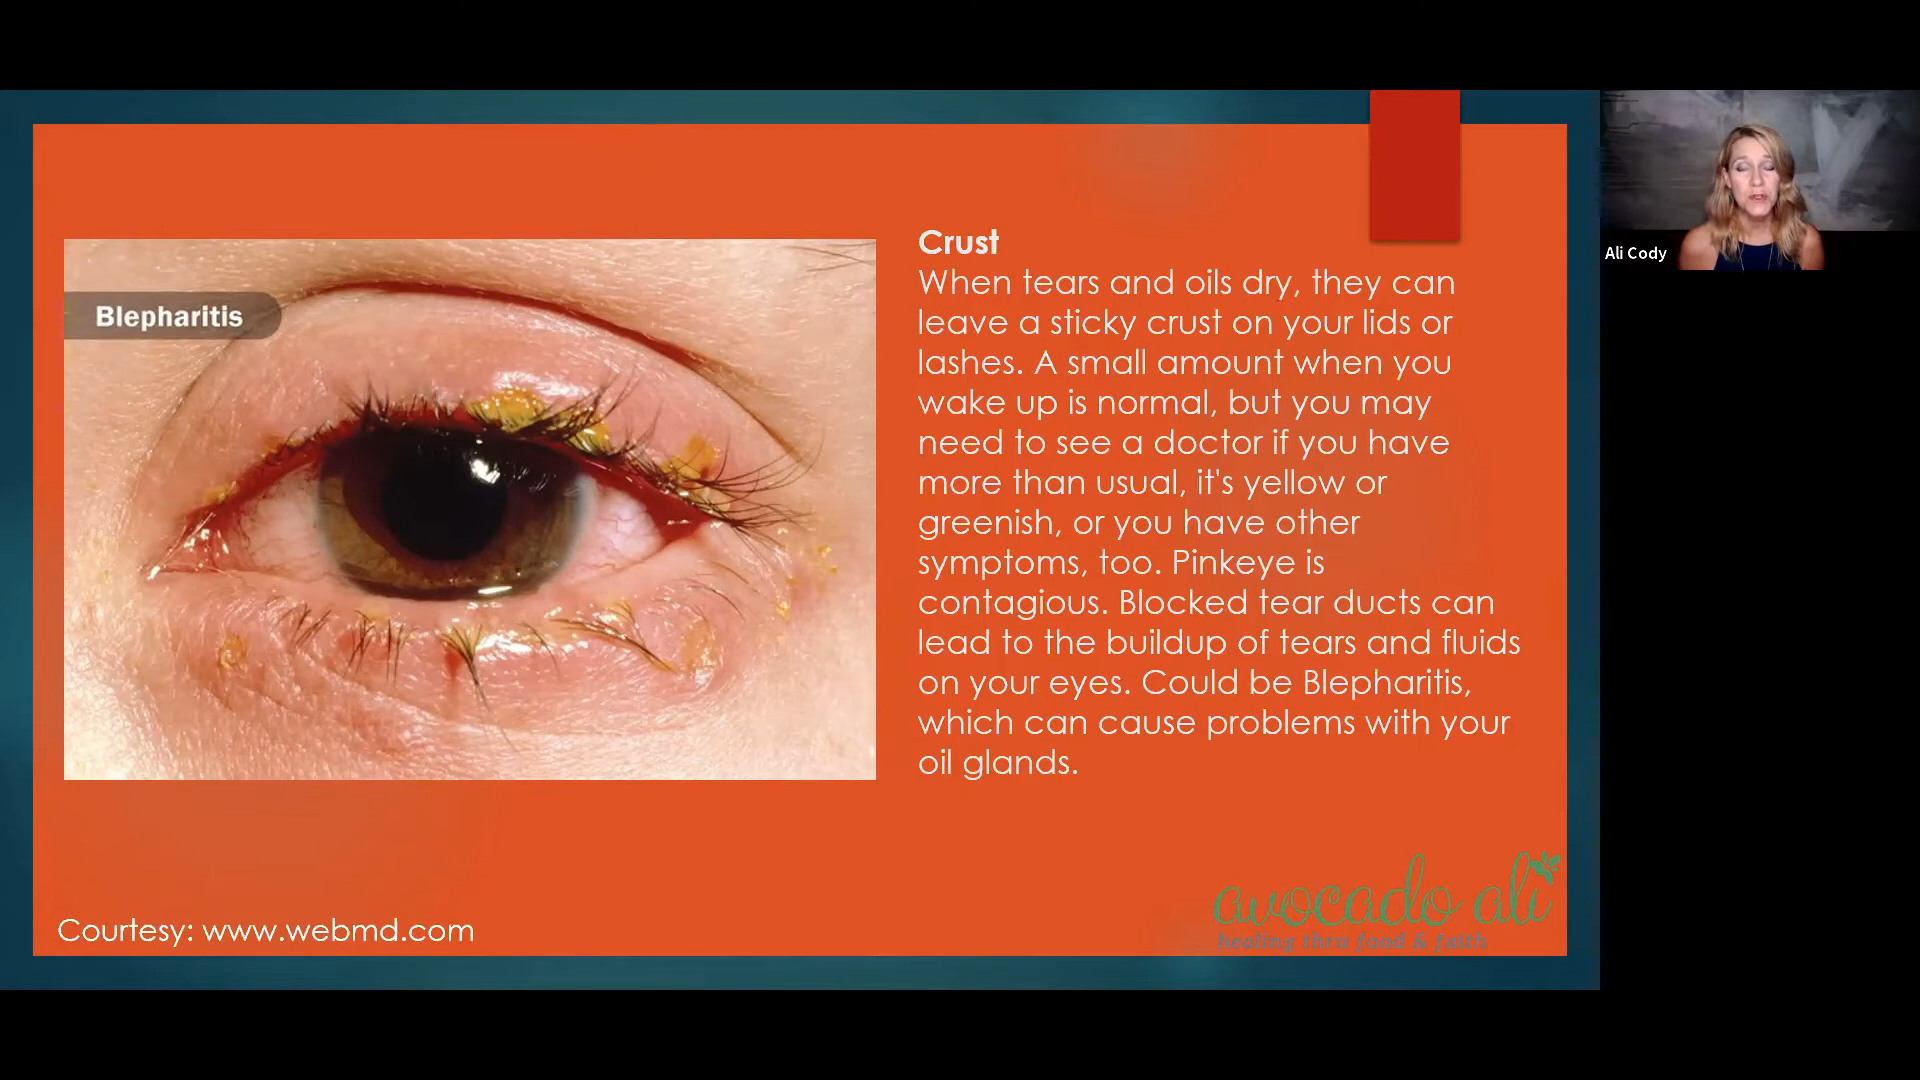 Blepharitis
Crust
When tears and oils dry, they can
leave a sticky crust on your lids or
lashes. A small amount when you
wake up is normal, but you may
need to see a doctor if you have
more than usual, it's yellow or
greenish, or you have other
symptoms, too. Pinkeye is
contagious. Blocked tear ducts can
lead to the buildup of tears and fluids
on your eyes. Could be Blepharitis,
which can cause problems with your
oil glands.
Courtesy: www.webmd.com
avocado ali
healing thru food & faith
Ali Cody